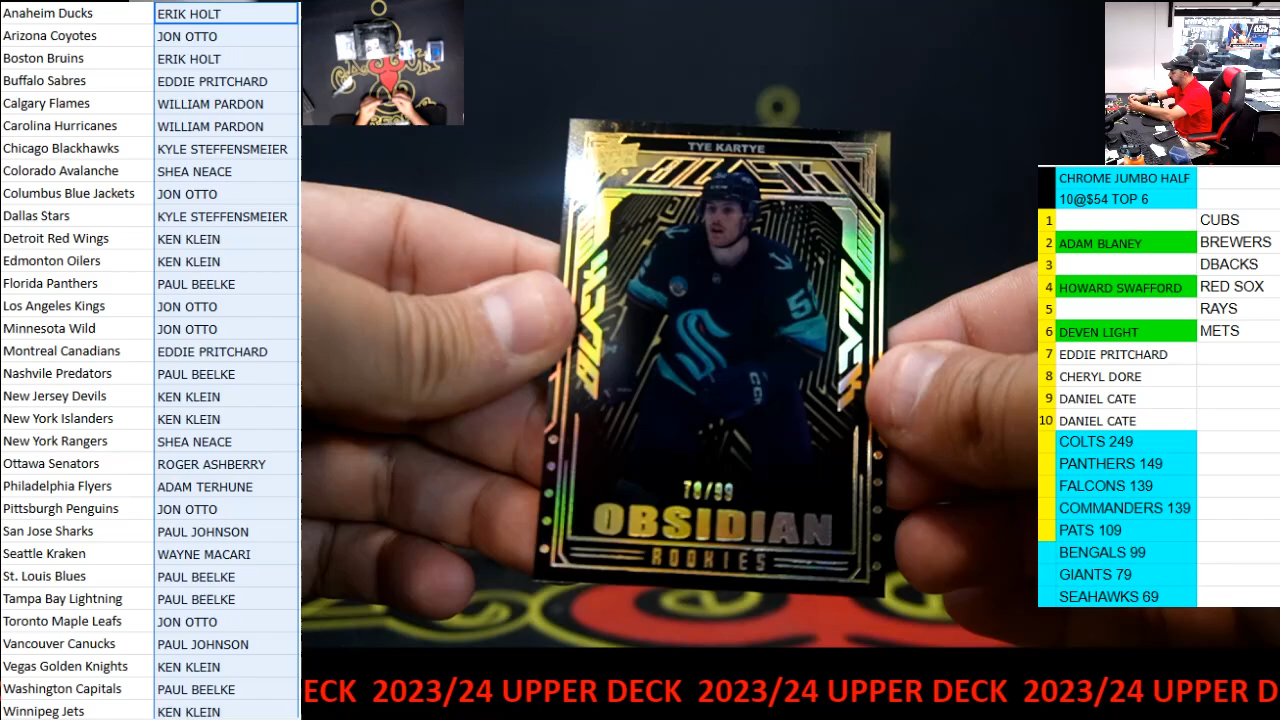 Anaheim Ducks ERIK HOLT
Arizona Coyotes JON OTTO
Boston Bruins ERIK HOLT
Buffalo Sabres EDDIE PRITCHARD
Calgary Flames WILLIAM PARDON
Carolina Hurricanes WILLIAM PARDON
Chicago Blackhawks KYLE STEFFENSMEIER
Colorado Avalanche SHEA NEACE
Columbus Blue Jackets JON OTTO
Dallas Stars KYLE STEFFENSMEIER
Detroit Red Wings KEN KLEIN
Edmonton Oilers KEN KLEIN
Florida Panthers PAUL BEELKE
Los Angeles Kings JON OTTO
Minnesota Wild JON OTTO
Montreal Canadians EDDIE PRITCHARD
Nashvile Predators PAUL BEELKE
New Jersey Devils KEN KLEIN
New York Islanders KEN KLEIN
New York Rangers SHEA NEACE
Ottawa Senators ROGER ASHBERRY
Philadelphia Flyers ADAM TERHUNE
Pittsburgh Penguins JON OTTO
San Jose Sharks PAUL JOHNSON
Seattle Kraken WAYNE MACARI
St. Louis Blues PAUL BEELKE
Tampa Bay Lightning PAUL BEELKE
Toronto Maple Leafs JON OTTO
Vancouver Canucks PAUL JOHNSON
Vegas Golden Knights KEN KLEIN
Washington Capitals PAUL BEELKE
Winnipeg Jets KEN KLEIN
TYE KARTYE
BLACK
BLACK
BLACK
78/99
OBSIDIAN
ROOKIES
CHROME JUMBO HALF
10@$54 TOP 6
1 CUBS
2 ADAM BLANEY BREWERS
3 DBACKS
4 HOWARD SWAFFORD RED SOX
5 RAYS
6 DEVEN LIGHT METS
7 EDDIE PRITCHARD
8 CHERYL DORE
9 DANIEL CATE
10 DANIEL CATE
COLTS 249
PANTHERS 149
FALCONS 139
COMMANDERS 139
PATS 109
BENGALS 99
GIANTS 79
SEAHAWKS 69
ECK 2023/24 UPPER DECK 2023/24 UPPER DECK 2023/24 UPPER D